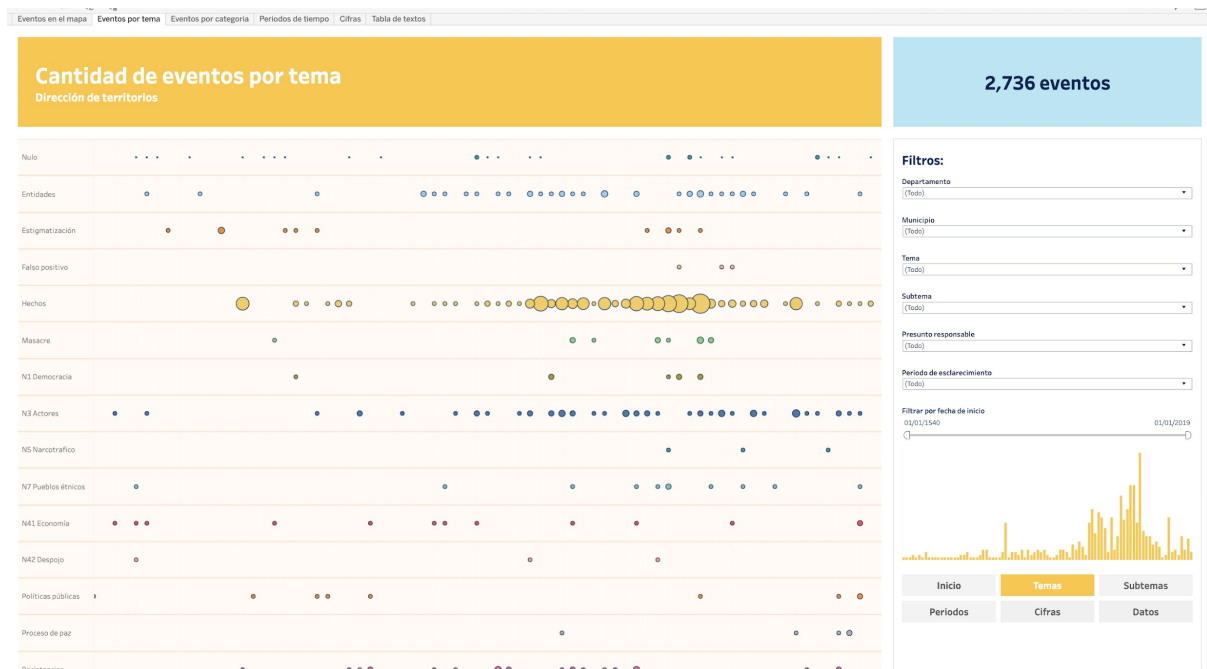 Eventos en el mapa Eventos por tema Eventos por categoría Periodos de tiempo Cifras Tabla de textos
Cantidad de eventos por tema
Dirección de territorios
2,736 eventos
Nulo
Entidades
Estigmatización
Falso positivo
Hechos
Masacre
N1 Democracia
N3 Actores
N5 Narcotrafico
N7 Pueblos étnicos
N41 Economía
N42 Despojo
Políticas públicas
Proceso de paz
Filtros:
Departamento
(Todo)
Municipio
(Todo)
Tema
(Todo)
Subtema
(Todo)
Presunto responsable
(Todo)
Periodo de esclarecimiento
(Todo)
Filtrar por fecha de inicio
01/01/1540 01/01/2019
Inicio Temas Subtemas
Periodos Cifras Datos